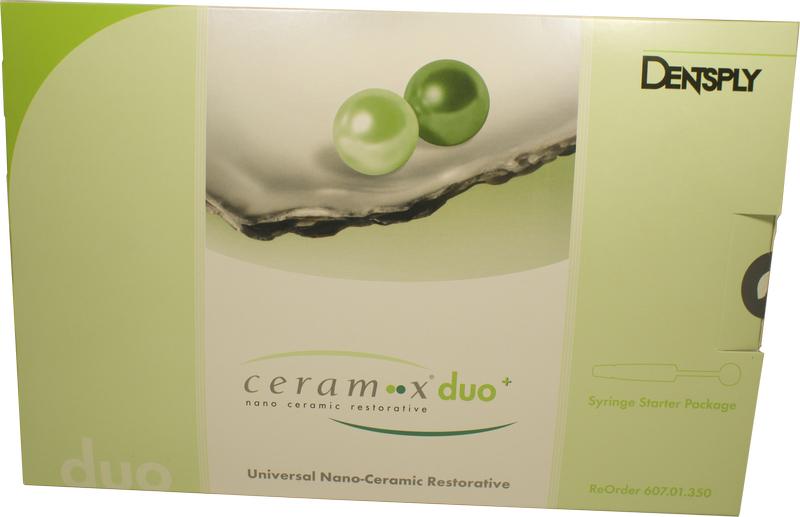 DENTSPLY
ceram x® duo+
nano ceramic restorative
Syringe Starter Package
duo
Universal Nano-Ceramic Restorative
ReOrder 607.01.350